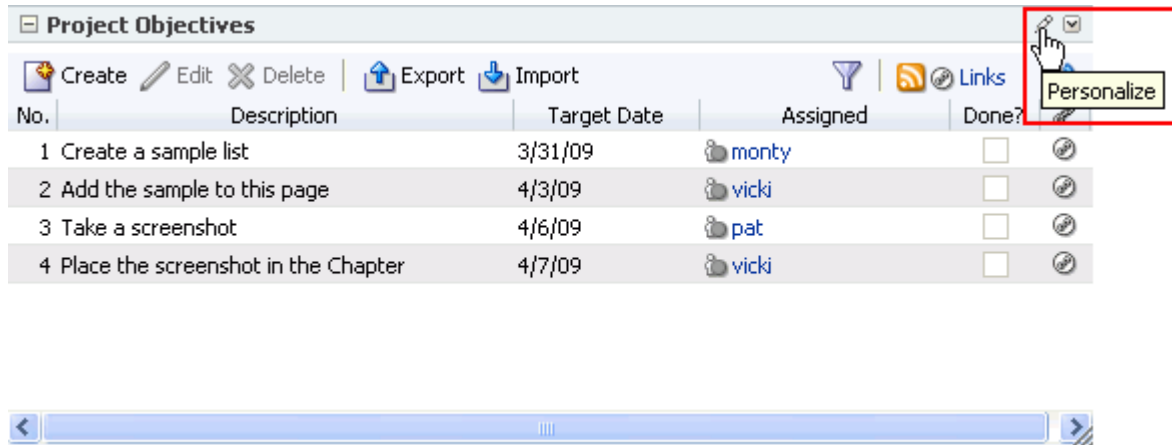 Project Objectives
Create Edit Delete Export Import Links
Personalize
No. Description Target Date Assigned Done?
1 Create a sample list 3/31/09 monty
2 Add the sample to this page 4/3/09 vicki
3 Take a screenshot 4/6/09 pat
4 Place the screenshot in the Chapter 4/7/09 vicki